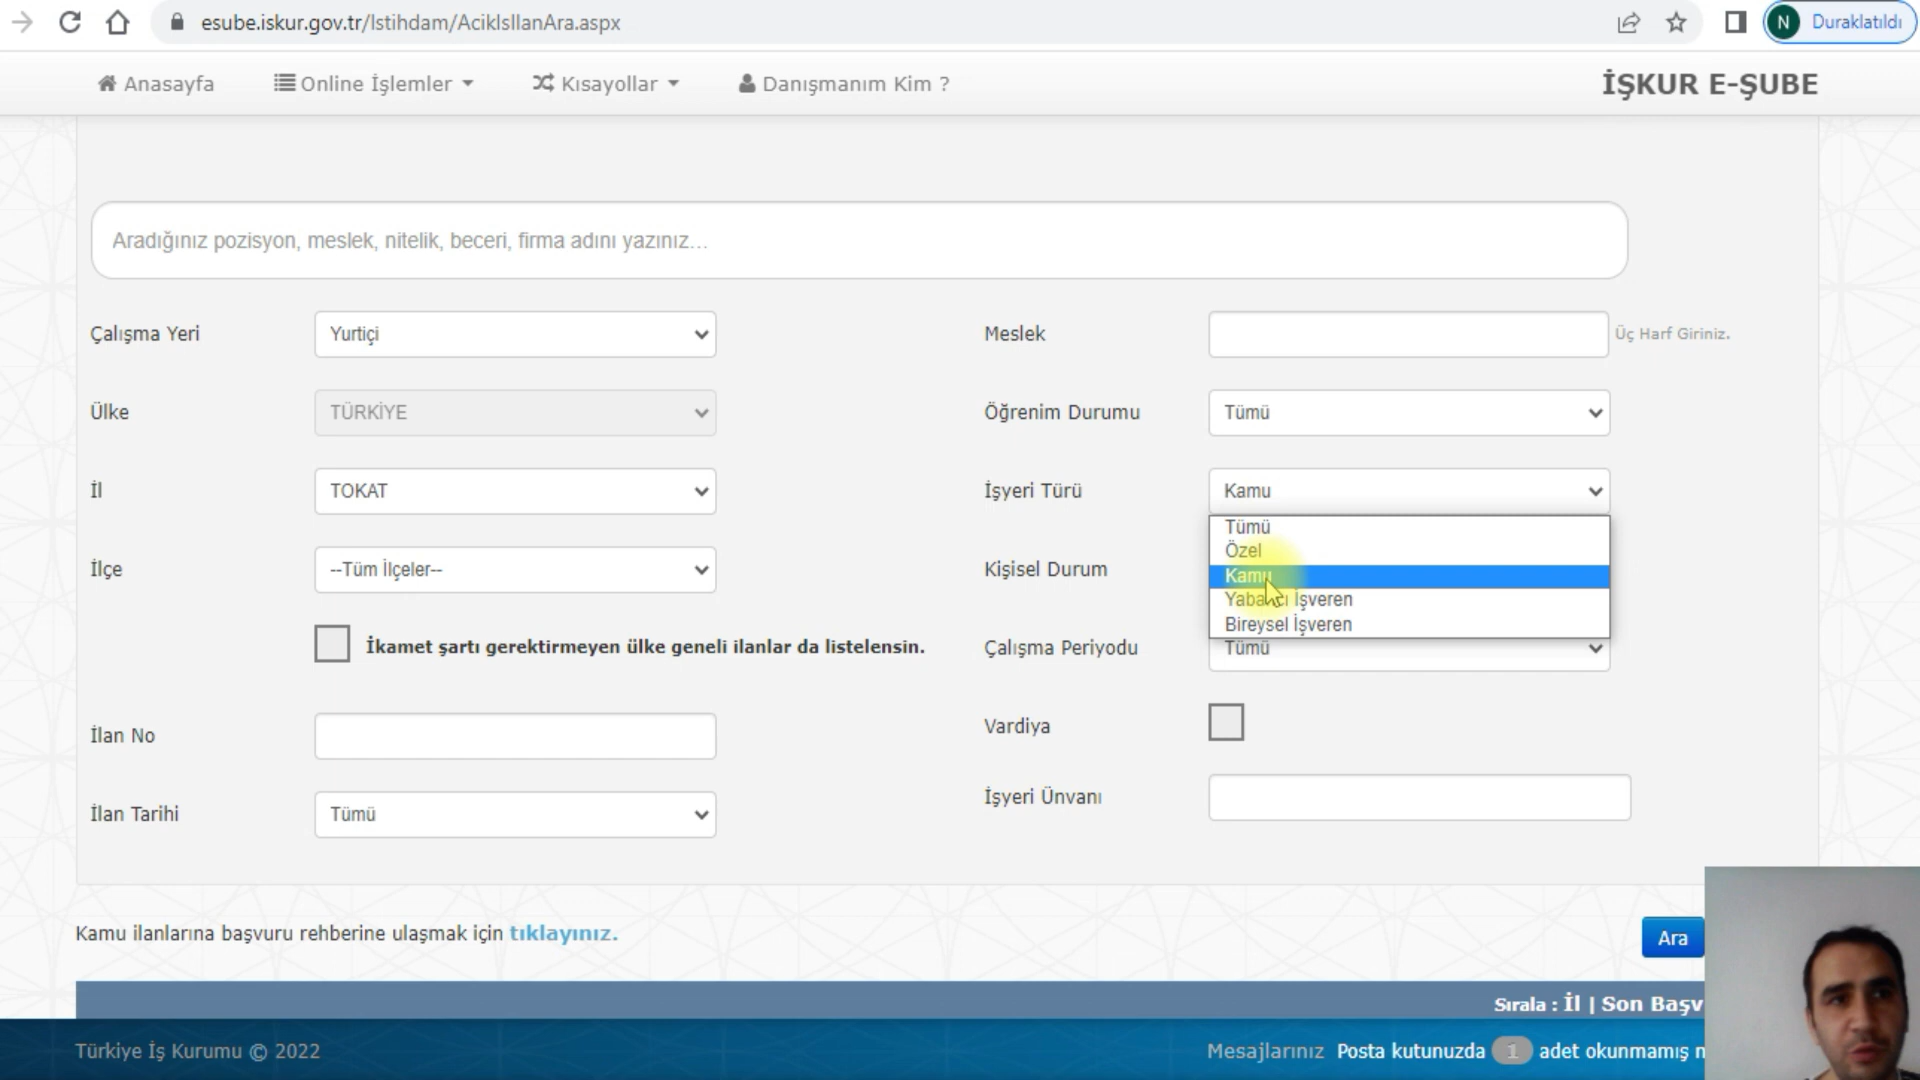 esube.iskur.gov.tr/Istihdam/AcikIsIlanAra.aspx
N Duraklatıldı
Anasayfa
Online İşlemler
Kısayollar
Danışmanım Kim ?
İŞKUR E-ŞUBE
Aradığınız pozisyon, meslek, nitelik, beceri, firma adını yazınız...
Çalışma Yeri
Yurtiçi
Meslek
Üç Harf Giriniz.
Ülke
TÜRKİYE
Öğrenim Durumu
Tümü
İl
TOKAT
İşyeri Türü
Kamu
Tümü
Özel
Kamu
Yabancı İşveren
Bireysel İşveren
İlçe
--Tüm İlçeler--
Kişisel Durum
İkamet şartı gerektirmeyen ülke geneli ilanlar da listelensin.
Çalışma Periyodu
Tümü
İlan No
Vardiya
İlan Tarihi
Tümü
İşyeri Ünvanı
Kamu ilanlarına başvuru rehberine ulaşmak için tıklayınız.
Ara
Sırala : İl | Son Başv
Türkiye İş Kurumu © 2022
Mesajlarınız Posta kutunuzda 1 adet okunmamış